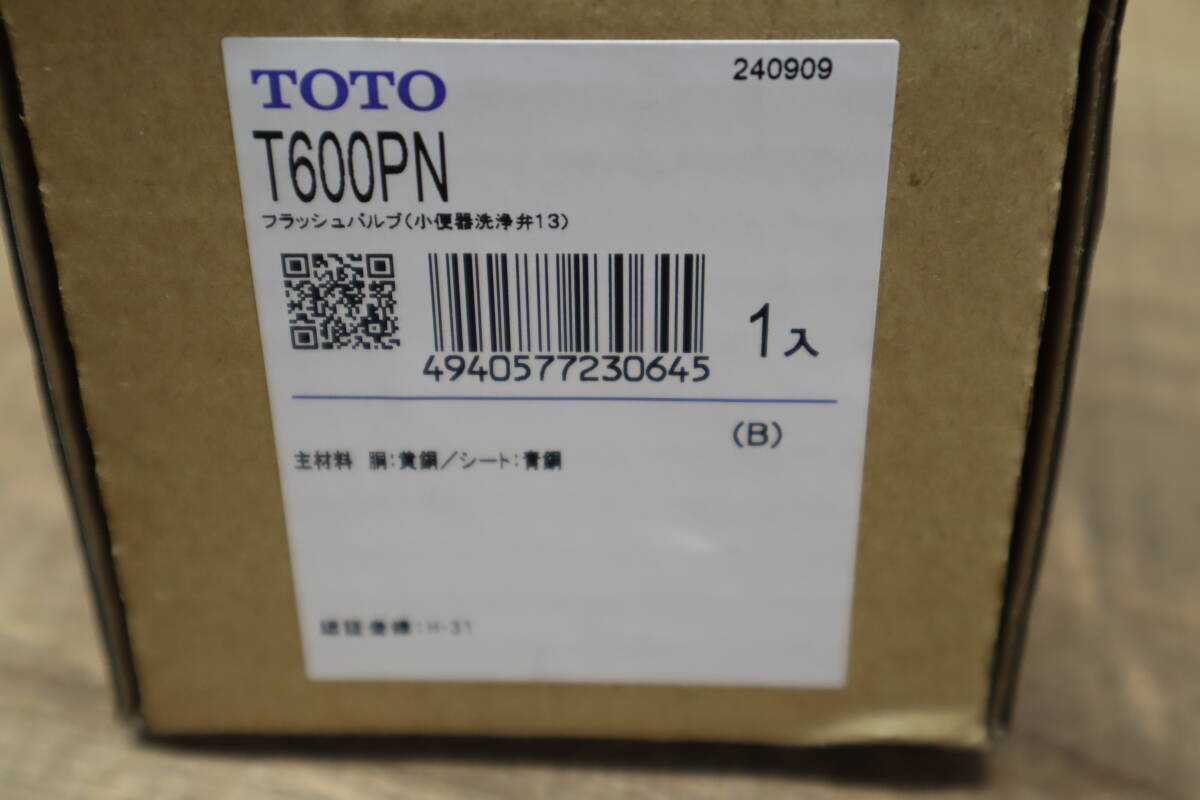 TOTO
240909
T600PN
フラッシュバルブ(小便器洗浄弁13)
4940577230645
1入
(B)
主材料 胴:黄銅/シート:青銅
:H-31